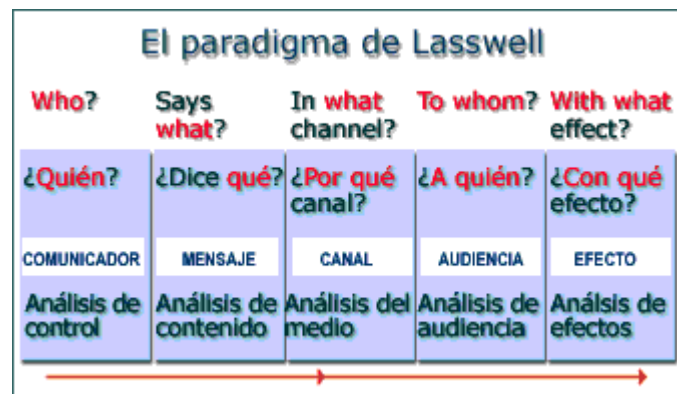 El paradigma de Lasswell
Who?
Says
what?
In what
channel?
To whom?
With what
effect?
¿Quién?
¿Dice qué?
¿Por qué
canal?
¿A quién?
¿Con qué
efecto?
COMUNICADOR
MENSAJE
CANAL
AUDIENCIA
EFECTO
Análisis de
control
Análisis de
contenido
Análisis del
medio
Análisis de
audiencia
Análsis de
efectos